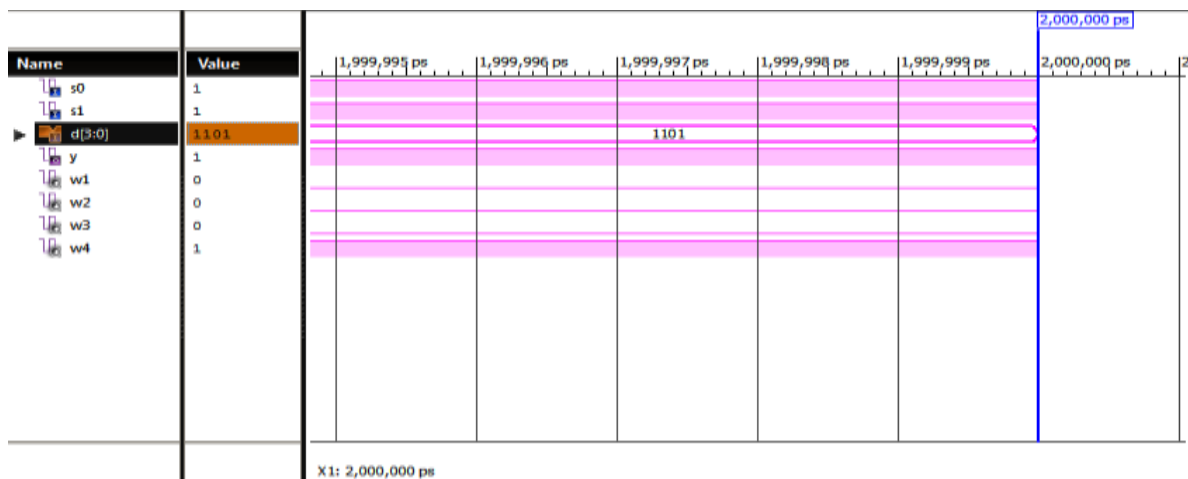 2,000,000 ps
Name Value 1,999,995 ps 1,999,996 ps 1,999,997 ps 1,999,998 ps 1,999,999 ps 2,000,000 ps 2
s0 1
s1 1
d[3:0] 1101 1101
y 1
w1 0
w2 0
w3 0
w4 1
X1: 2,000,000 ps